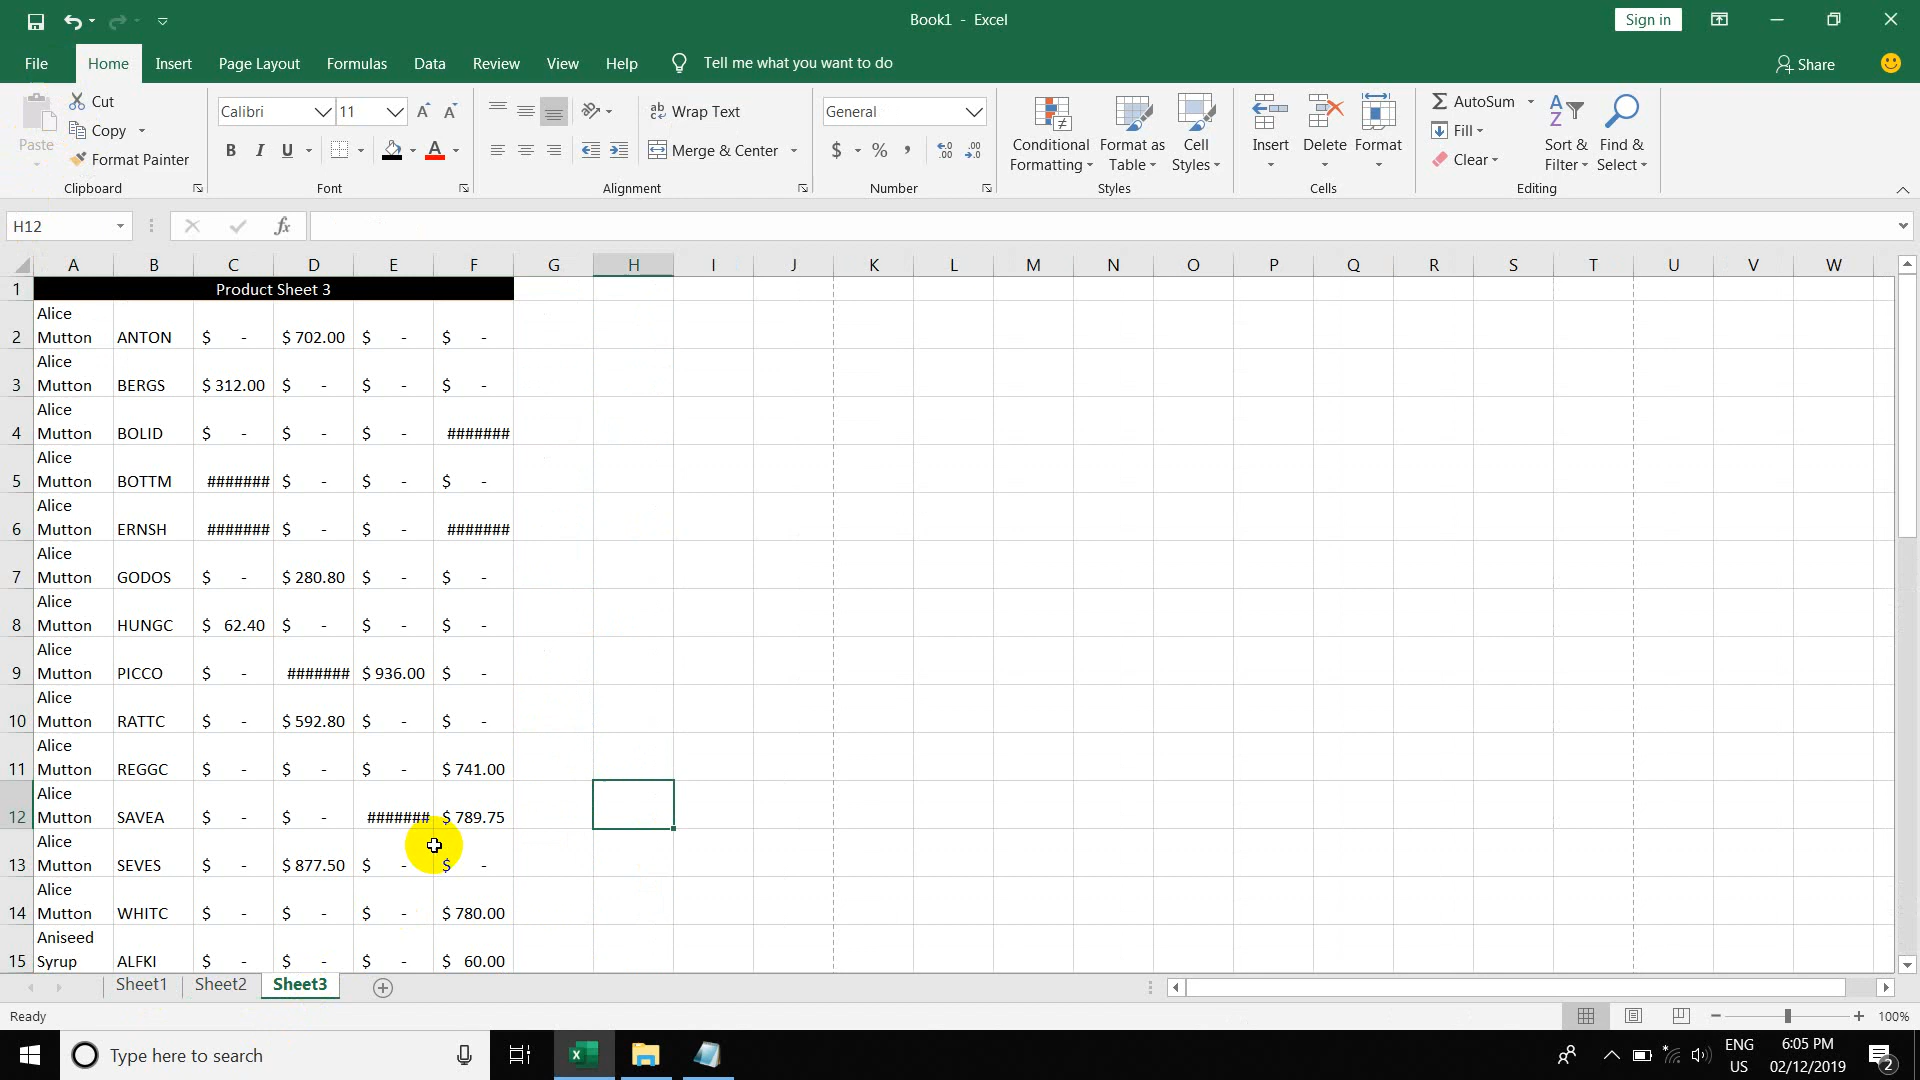 Book1 - Excel
Sign in
File Home Insert Page Layout Formulas Data Review View Help Tell me what you want to do Share
Paste Cut Copy Format Painter Clipboard
Calibri 11 B I U A Font
Wrap Text Merge & Center Alignment
General $ % , Number
Conditional Formatting Format as Table Cell Styles Styles
Insert Delete Format Cells
AutoSum Fill Clear Sort & Filter Find & Select Editing
H12 fx
A B C D E F G H I J K L M N O P Q R S T U V W
1 Product Sheet 3
2 Alice Mutton ANTON $ - $ 702.00 $ - $ -
3 Alice Mutton BERGS $ 312.00 $ - $ - $ -
4 Alice Mutton BOLID $ - $ - $ - #######
5 Alice Mutton BOTTM ####### $ - $ - $ -
6 Alice Mutton ERNSH ####### $ - $ - #######
7 Alice Mutton GODOS $ - $ 280.80 $ - $ -
8 Alice Mutton HUNGC $ 62.40 $ - $ - $ -
9 Alice Mutton PICCO $ - ####### $ 936.00 $ -
10 Alice Mutton RATTC $ - $ 592.80 $ - $ -
11 Alice Mutton REGGC $ - $ - $ - $ 741.00
12 Alice Mutton SAVEA $ - $ - ####### $ 789.75
13 Alice Mutton SEVES $ - $ 877.50 $ - $ -
14 Alice Mutton WHITC $ - $ - $ - $ 780.00
15 Aniseed Syrup ALFKI $ - $ - $ - $ 60.00
Sheet1 Sheet2 Sheet3
Ready 100%
Type here to search
ENG US
6:05 PM
02/12/2019
2